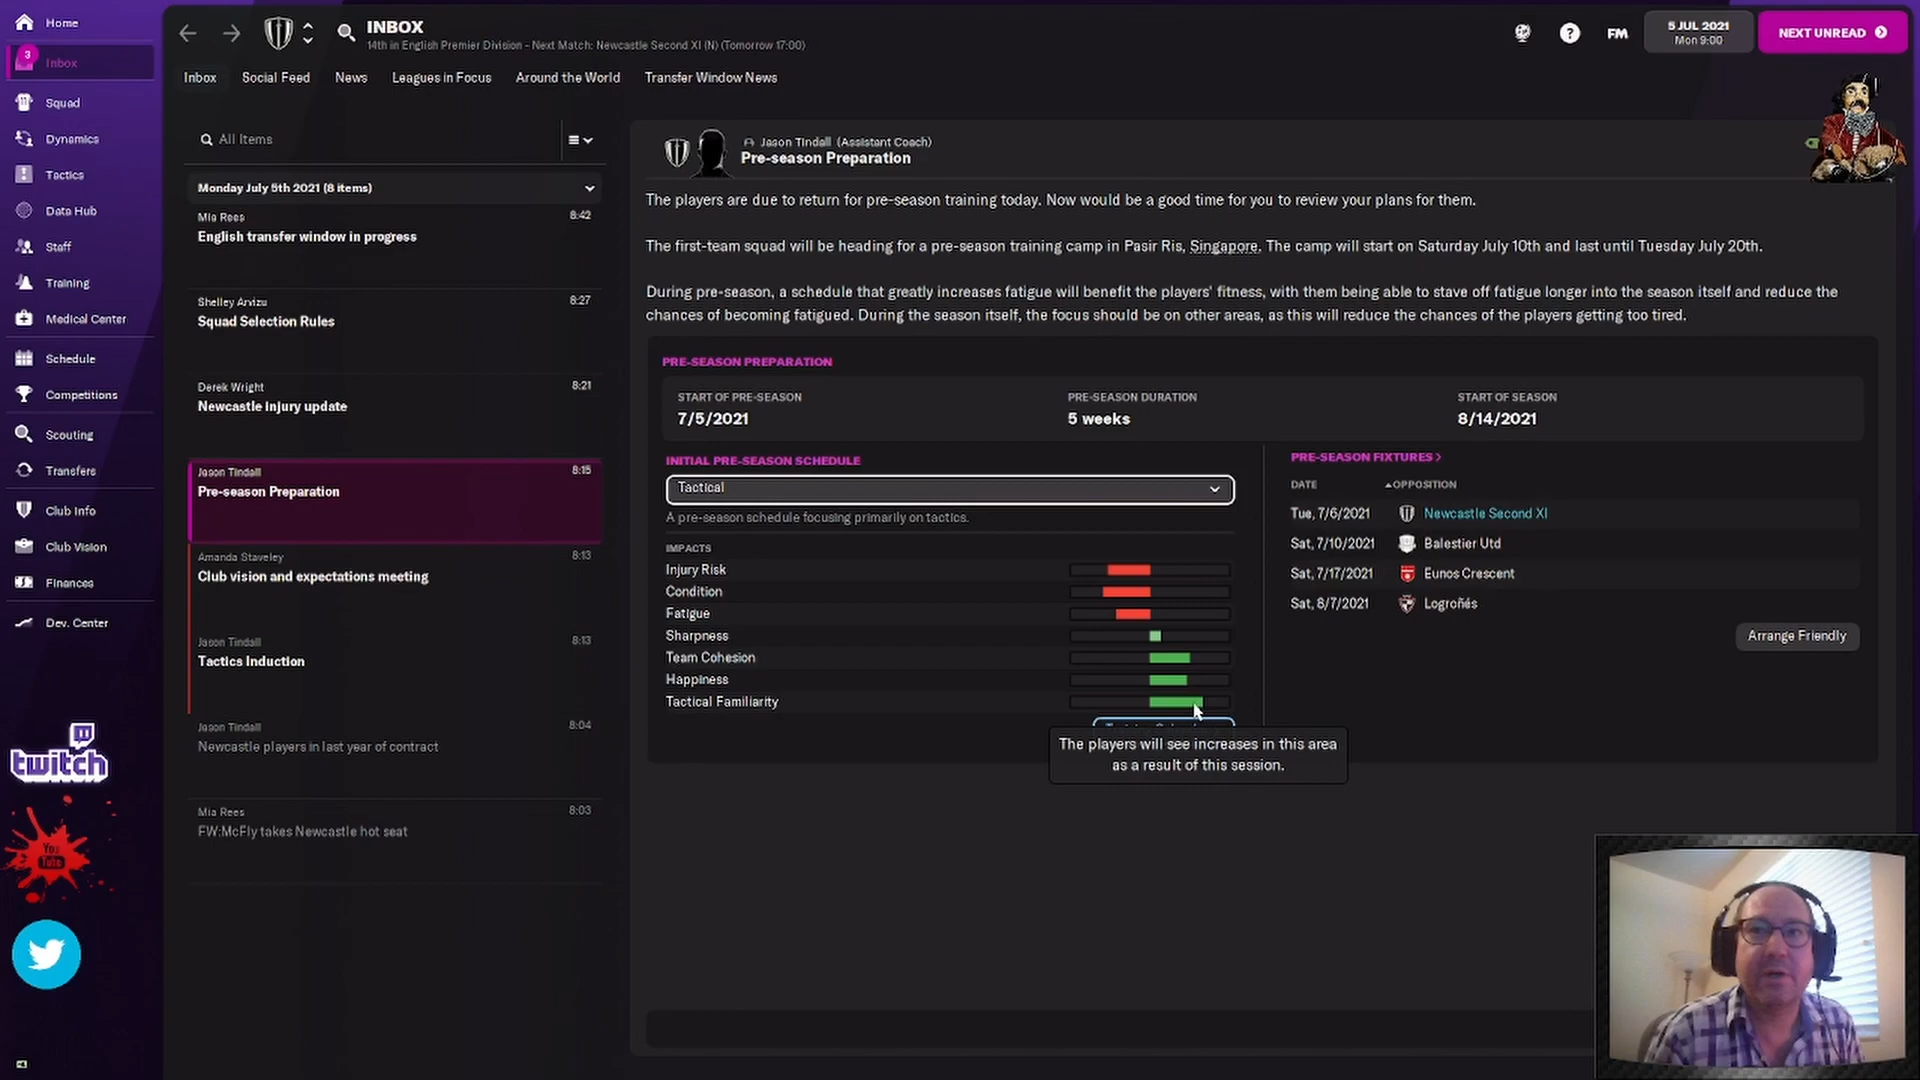 Home
INBOX
14th in English Premier Division - Next Match: Newcastle Second XI (N) (Tomorrow 17:00)
FM
5 JUL 2021
Mon 9:00
NEXT UNREAD
3
Inbox
Squad
Dynamics
Tactics
Data Hub
Staff
Training
Medical Center
Schedule
Competitions
Scouting
Transfers
Club Info
Club Vision
Finances
Dev. Center
twitch
You
Tube
Inbox
Social Feed
News
Leagues in Focus
Around the World
Transfer Window News
All Items
Monday July 5th 2021 (8 items)
Mia Rees
8:42
English transfer window in progress
Shelley Arvizu
8:27
Squad Selection Rules
Derek Wright
8:21
Newcastle injury update
Jason Tindall
8:15
Pre-season Preparation
Amanda Staveley
8:13
Club vision and expectations meeting
Jason Tindall
8:13
Tactics Induction
Jason Tindall
8:04
Newcastle players in last year of contract
Mia Rees
8:03
FW:McFly takes Newcastle hot seat
Jason Tindall (Assistant Coach)
Pre-season Preparation
The players are due to return for pre-season training today. Now would be a good time for you to review your plans for them.
The first-team squad will be heading for a pre-season training camp in Pasir Ris, Singapore. The camp will start on Saturday July 10th and last until Tuesday July 20th.
During pre-season, a schedule that greatly increases fatigue will benefit the players' fitness, with them being able to stave off fatigue longer into the season itself and reduce the
chances of becoming fatigued. During the season itself, the focus should be on other areas, as this will reduce the chances of the players getting too tired.
PRE-SEASON PREPARATION
START OF PRE-SEASON
7/5/2021
PRE-SEASON DURATION
5 weeks
START OF SEASON
8/14/2021
INITIAL PRE-SEASON SCHEDULE
Tactical
A pre-season schedule focusing primarily on tactics.
IMPACTS
Injury Risk
Condition
Fatigue
Sharpness
Team Cohesion
Happiness
Tactical Familiarity
The players will see increases in this area
as a result of this session.
PRE-SEASON FIXTURES >
DATE
OPPOSITION
Tue, 7/6/2021
Newcastle Second XI
Sat, 7/10/2021
Balestier Utd
Sat, 7/17/2021
Eunos Crescent
Sat, 8/7/2021
Logroñés
Arrange Friendly